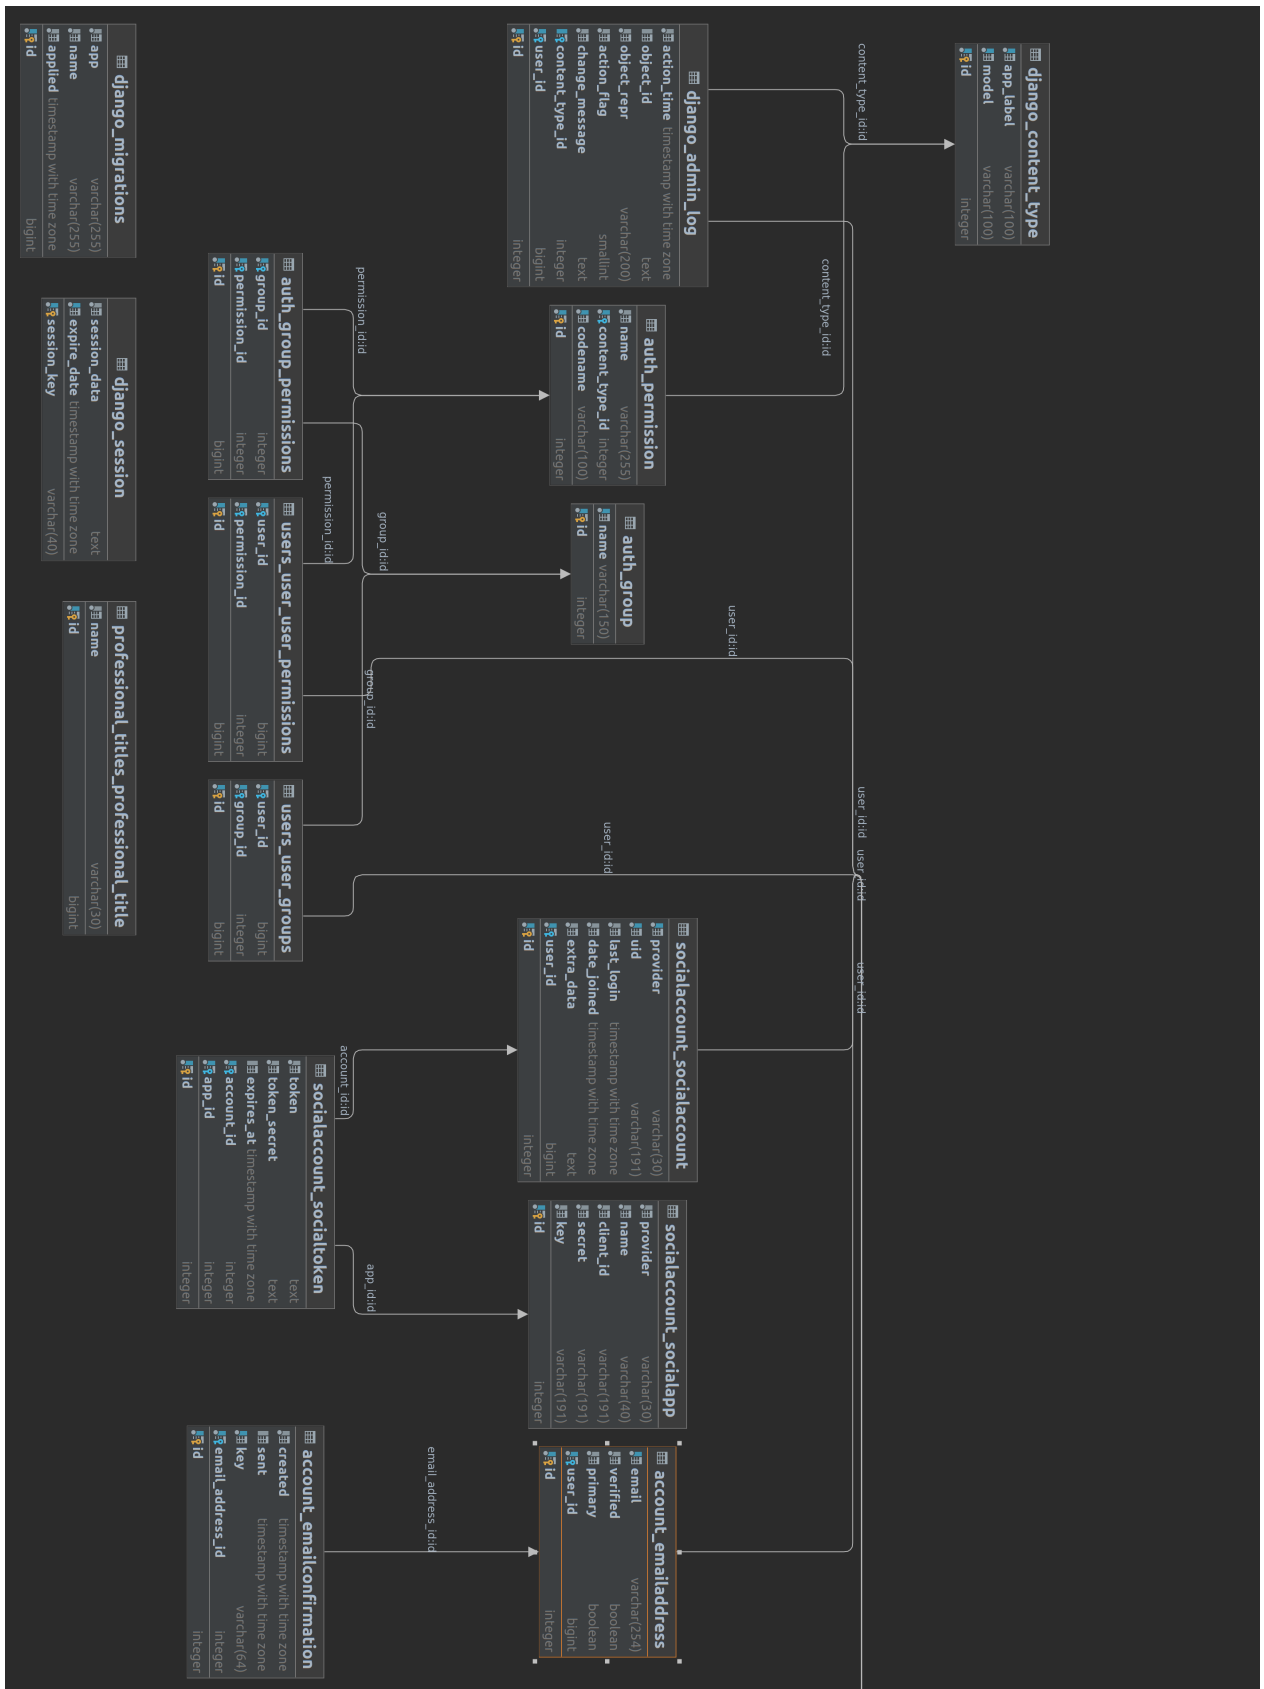 django_content_type
app_label varchar(100)
model varchar(100)
id integer
content_type_id:id
content_type_id:id
django_admin_log
action_time timestamp with time zone
object_id text
object_repr varchar(200)
action_flag smallint
change_message text
content_type_id integer
user_id bigint
id integer
auth_permission
name varchar(255)
content_type_id integer
codename varchar(100)
id integer
auth_group
name varchar(150)
id integer
user_id:id
user_id:id
user_id:id
user_id:id
user_id:id
socialaccount_socialaccount
provider varchar(30)
uid varchar(191)
last_login timestamp with time zone
date_joined timestamp with time zone
extra_data text
user_id bigint
id integer
socialaccount_socialapp
provider varchar(30)
name varchar(40)
client_id varchar(191)
secret varchar(191)
key varchar(191)
id integer
account_emailaddress
email varchar(254)
verified boolean
primary boolean
user_id bigint
id integer
permission_id:id
permission_id:id
group_id:id
group_id:id
account_id:id
app_id:id
email_address_id:id
auth_group_permissions
group_id integer
permission_id integer
id bigint
users_user_user_permissions
user_id bigint
permission_id integer
id bigint
users_user_groups
user_id bigint
group_id integer
id bigint
socialaccount_socialtoken
token text
token_secret text
expires_at timestamp with time zone
account_id integer
app_id integer
id integer
account_emailconfirmation
created timestamp with time zone
sent timestamp with time zone
key varchar(64)
email_address_id integer
id integer
django_migrations
app varchar(255)
name varchar(255)
applied timestamp with time zone
id bigint
django_session
session_data text
expire_date timestamp with time zone
session_key varchar(40)
professional_titles_professional_title
name varchar(30)
id bigint